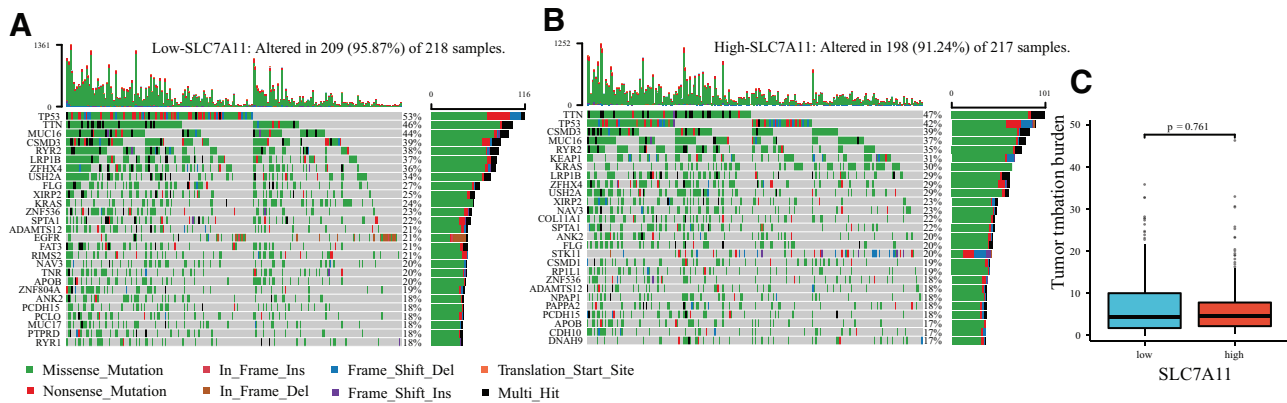 A
Low-SLC7A11: Altered in 209 (95.87%) of 218 samples.
1361
0
0 116
TP53 53%
TTN 46%
MUC16 44%
CSMD3 39%
RYR2 38%
LRP1B 37%
ZFHX4 36%
USH2A 34%
FLG 27%
XIRP2 25%
KRAS 24%
ZNF536 23%
SPTA1 22%
ADAMTS12 21%
EGFR 21%
FAT3 21%
RIMS2 21%
NAV3 20%
TNR 20%
APOB 20%
ZNF804A 19%
ANK2 18%
PCDH15 18%
PCLO 18%
MUC17 18%
PTPRD 18%
RYR1 18%
B
High-SLC7A11: Altered in 198 (91.24%) of 217 samples.
1252
0
0 101
TTN 47%
TP53 42%
CSMD3 39%
MUC16 37%
RYR2 35%
KEAP1 31%
KRAS 30%
LRP1B 29%
ZFHX4 29%
USH2A 29%
XIRP2 23%
NAV3 23%
COL11A1 22%
SPTA1 22%
ANK2 20%
FLG 20%
STK11 20%
CSMD1 19%
RP1L1 19%
ZNF536 18%
ADAMTS12 18%
NPAP1 18%
PAPPA2 18%
PCDH15 18%
APOB 17%
CDH10 17%
DNAH9 17%
Missense_Mutation In_Frame_Ins Frame_Shift_Del Translation_Start_Site
Nonsense_Mutation In_Frame_Del Frame_Shift_Ins Multi_Hit
C
Tumor tmbation burden
50
40
30
20
10
0
p = 0.761
low high
SLC7A11